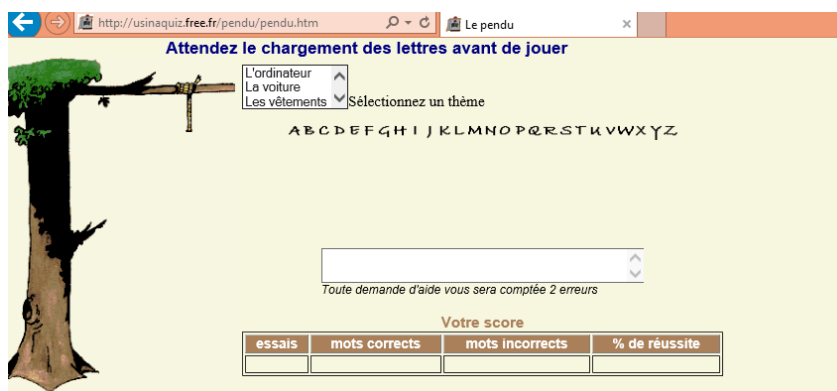 http://usinaquiz.free.fr/pendu/pendu.htm Le pendu
Attendez le chargement des lettres avant de jouer
L'ordinateur
La voiture
Les vêtements Sélectionnez un thème
A B C D E F G H I J K L M N O P Q R S T U V W X Y Z
Toute demande d'aide vous sera comptée 2 erreurs
Votre score
essais mots corrects mots incorrects % de réussite